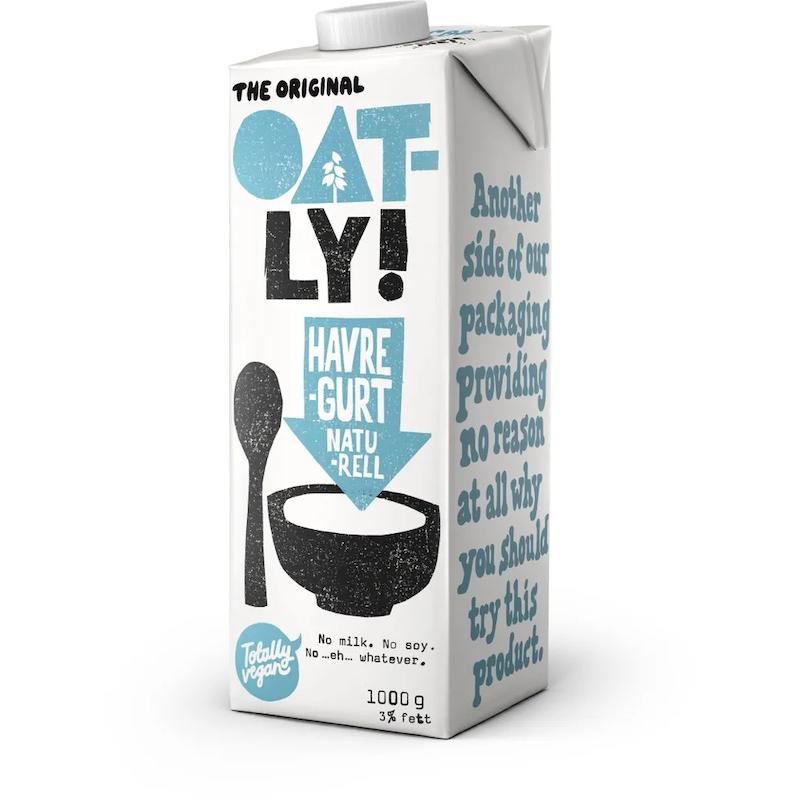 THE ORIGINAL
OAT-
LY!
HAVRE
-GURT
NATU
-RELL
Totally
vegan
No milk. No soy.
No …eh… whatever.
1000 g
3% fett
Another
side of our
packaging
providing
no reason
at all why
you should
try this
product.